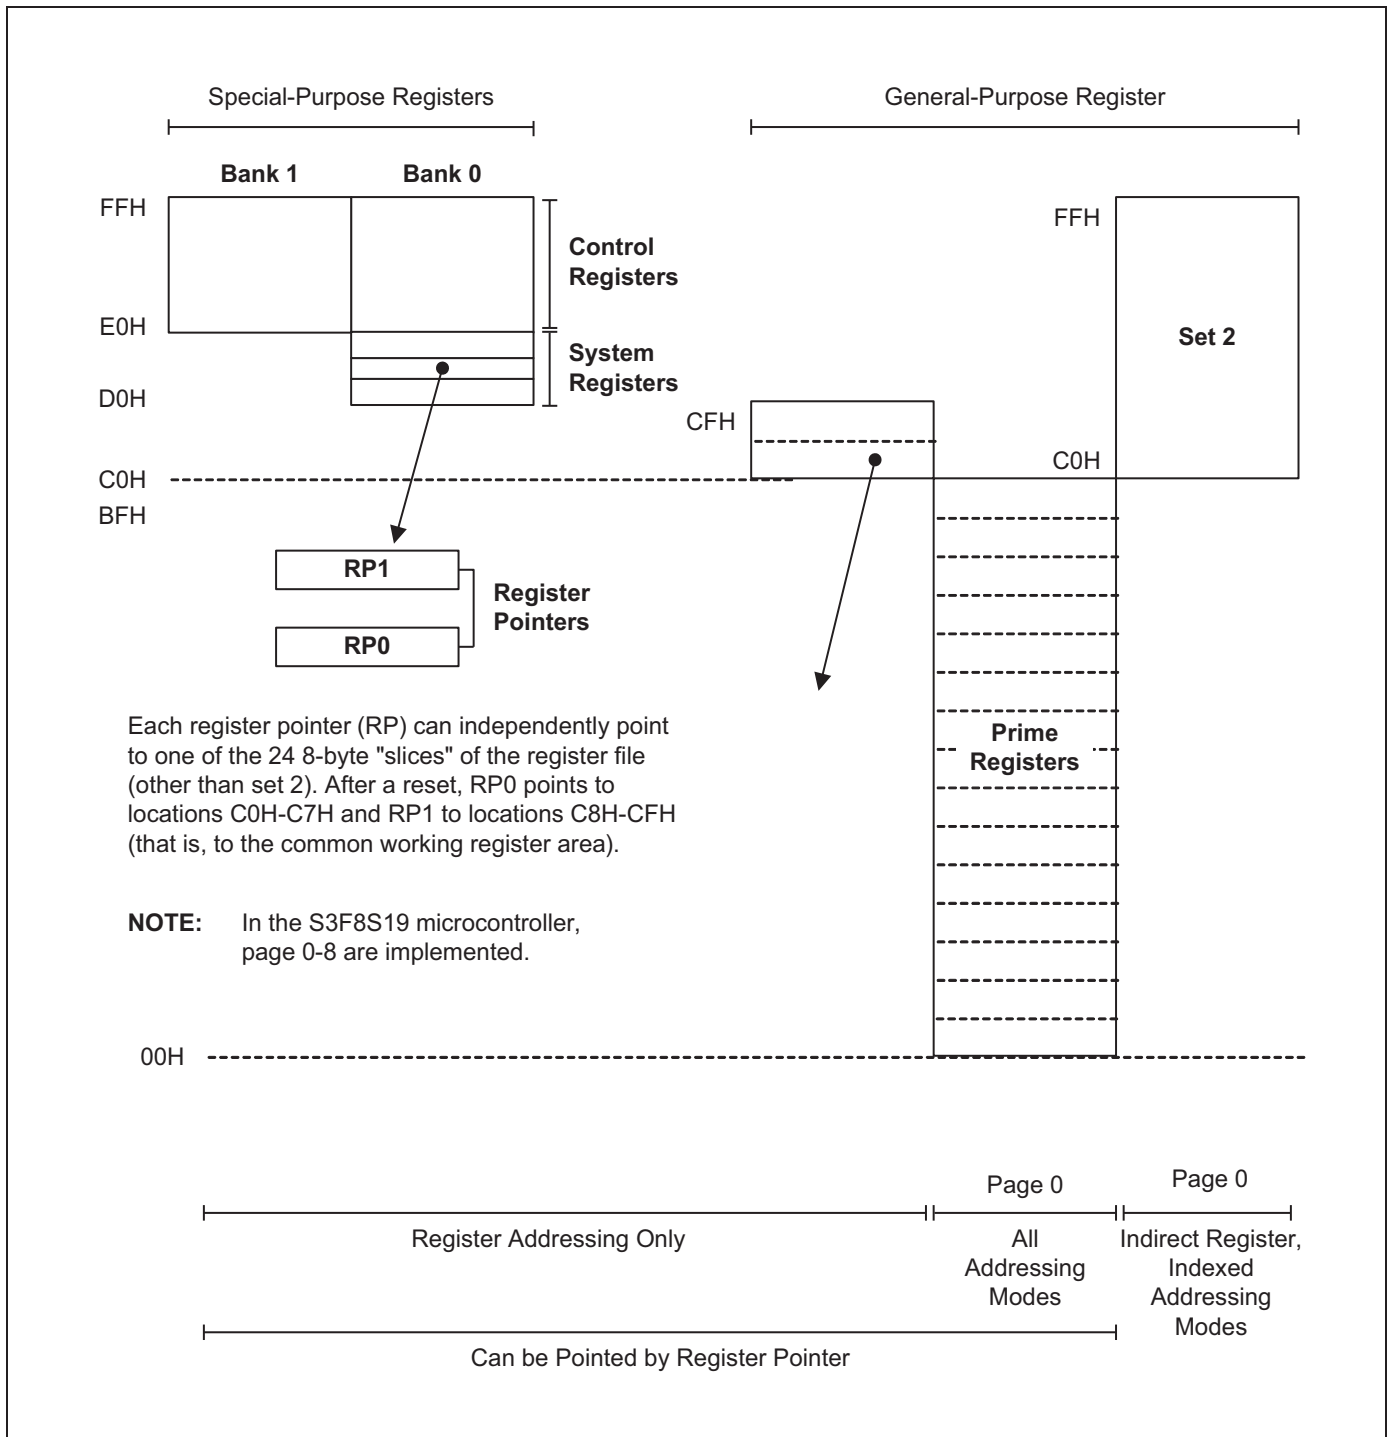 Special-Purpose Registers
General-Purpose Register
Bank 1
Bank 0
FFH
FFH
Control
Registers
E0H
Set 2
System
Registers
D0H
CFH
C0H
C0H
BFH
RP1
Register
Pointers
RP0
Each register pointer (RP) can independently point
to one of the 24 8-byte "slices" of the register file
(other than set 2). After a reset, RP0 points to
locations C0H-C7H and RP1 to locations C8H-CFH
(that is, to the common working register area).
Prime
Registers
NOTE: In the S3F8S19 microcontroller,
page 0-8 are implemented.
00H
Page 0
Page 0
Register Addressing Only
All
Addressing
Modes
Indirect Register,
Indexed
Addressing
Modes
Can be Pointed by Register Pointer